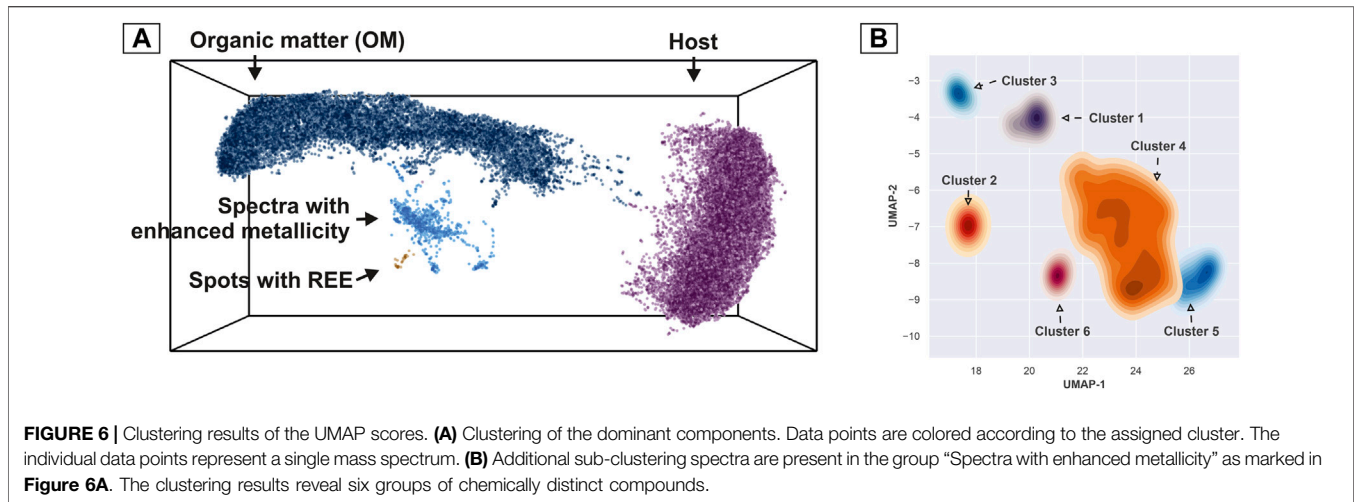 A
Organic matter (OM)
Host
Spectra with
enhanced metallicity
Spots with REE
B
Cluster 3
Cluster 1
Cluster 4
Cluster 2
Cluster 6
Cluster 5
UMAP-2
−3
−4
−5
−6
−7
−8
−9
−10
18 20 22 24 26
UMAP-1
FIGURE 6 | Clustering results of the UMAP scores. (A) Clustering of the dominant components. Data points are colored according to the assigned cluster. The
individual data points represent a single mass spectrum. (B) Additional sub-clustering spectra are present in the group “Spectra with enhanced metallicity” as marked in
Figure 6A. The clustering results reveal six groups of chemically distinct compounds.